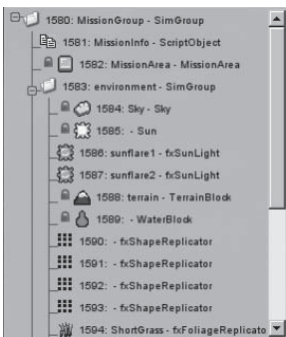 1580: MissionGroup - SimGroup
1581: MissionInfo - ScriptObject
1582: MissionArea - MissionArea
1583: environment - SimGroup
1584: Sky - Sky
1585: - Sun
1586: sunflare1 - fxSunLight
1587: sunflare2 - fxSunLight
1588: terrain - TerrainBlock
1589: - WaterBlock
1590: - fxShapeReplicator
1591: - fxShapeReplicator
1592: - fxShapeReplicator
1593: - fxShapeReplicator
1594: ShortGrass - fxFoliageReplicato